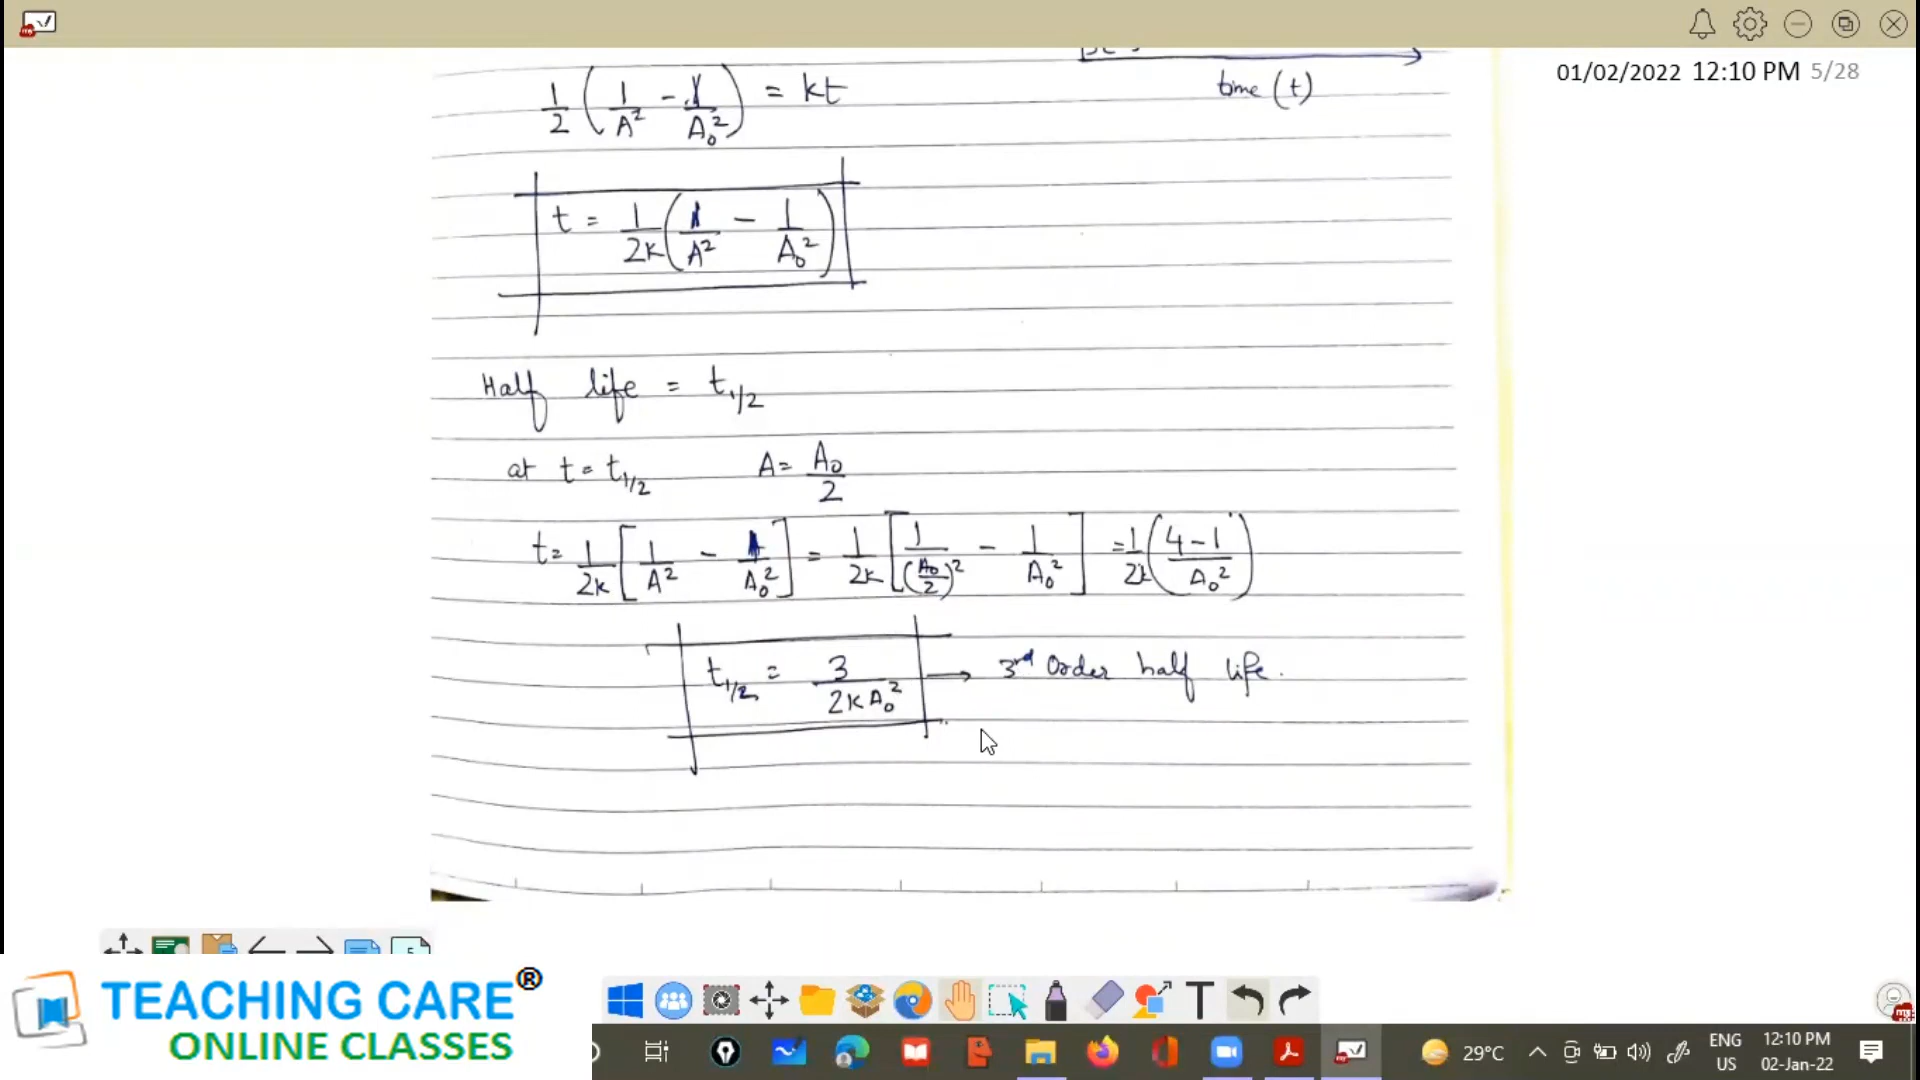 01/02/2022 12:10 PM 5/28
time (t)
1/2 (1/A² - 1/A₀²) = kt
t = 1/2k (1/A² - 1/A₀²)
Half life = t₁/₂
at t = t₁/₂ A = A₀/2
t = 1/2k [1/A² - 1/A₀²] = 1/2k [1/(A₀/2)² - 1/A₀²] = 1/2k (4-1/A₀²)
t₁/₂ = 3/2kA₀² → 3rd Order half life.
TEACHING CARE®
ONLINE CLASSES
T
29°C
ENG
US
12:10 PM
02-Jan-22